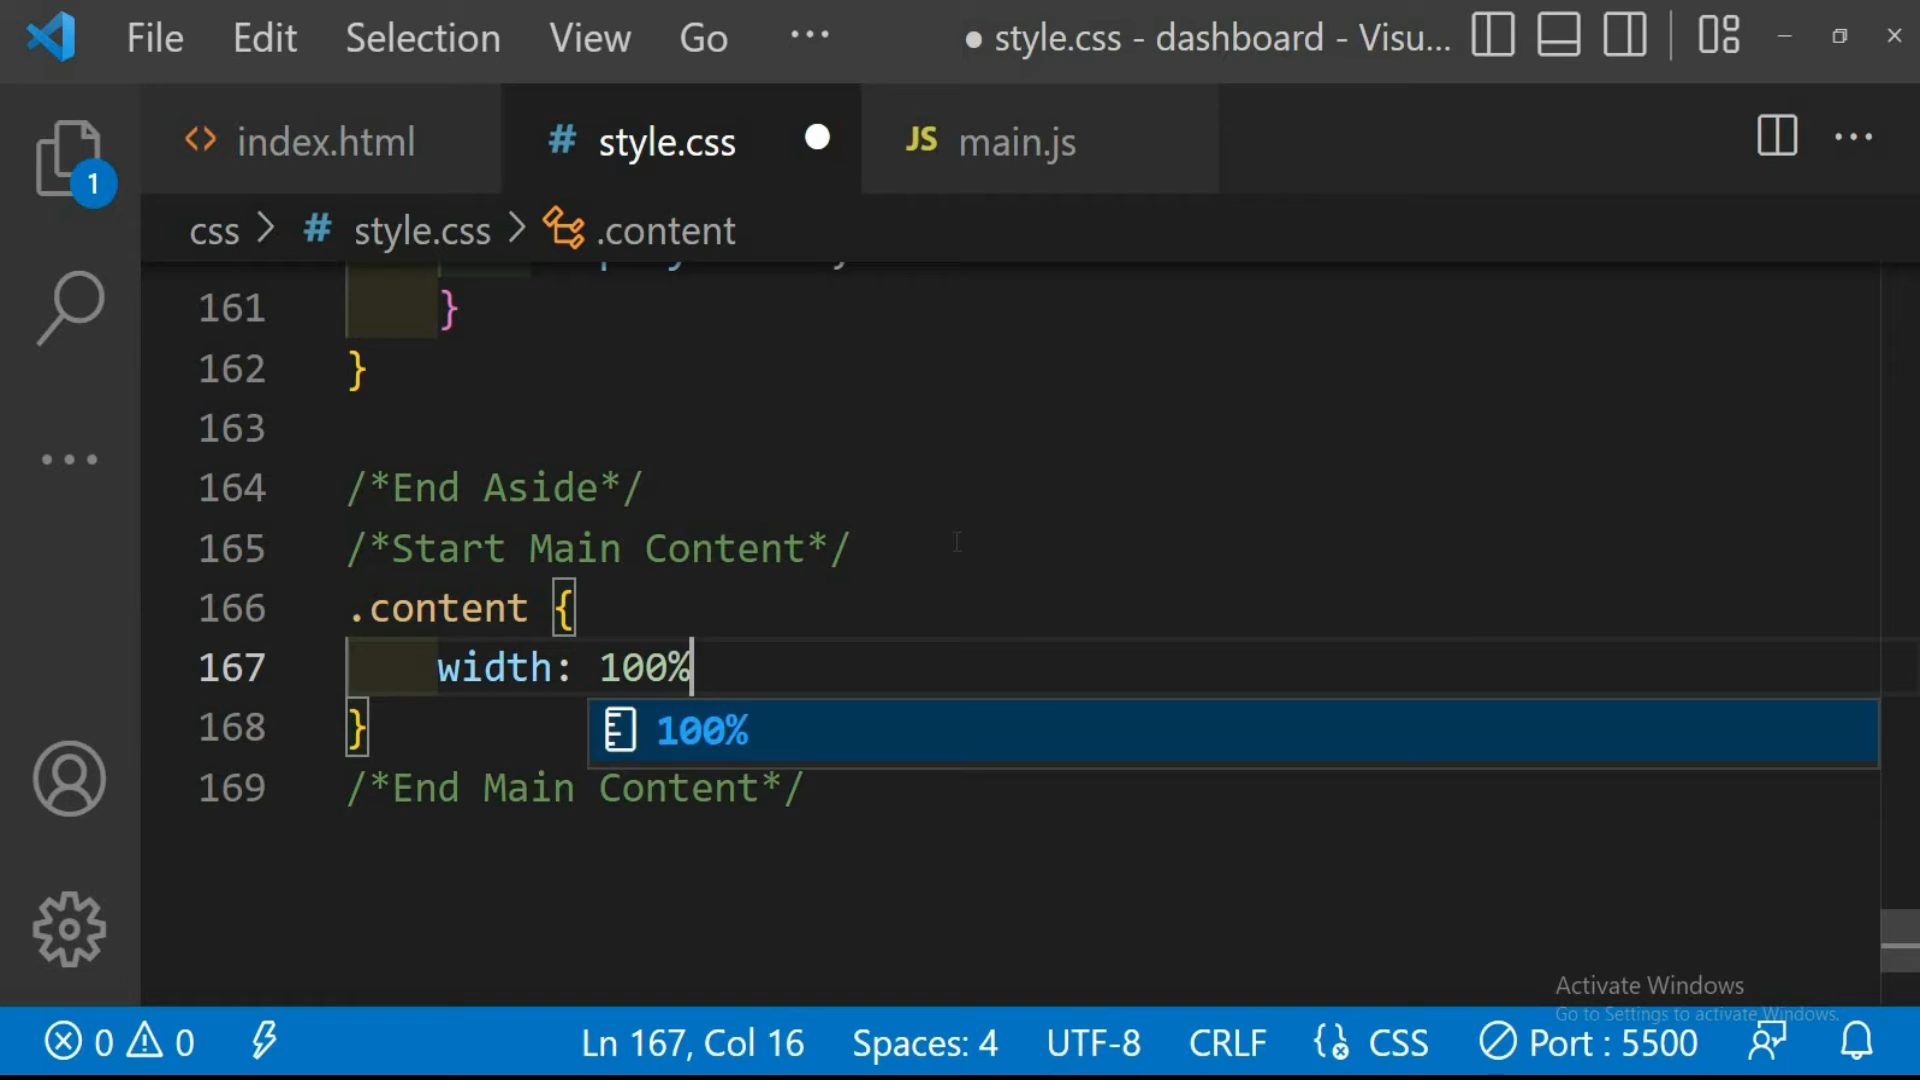 File Edit Selection View Go ··· ● style.css - dashboard - Visu...
index.html # style.css JS main.js
1
css > # style.css > .content
161 }
162 }
163
164 /*End Aside*/
165 /*Start Main Content*/
166 .content {
167 width: 100%
168 }
100%
169 /*End Main Content*/
Activate Windows
Go to Settings to activate Windows.
0 0 Ln 167, Col 16 Spaces: 4 UTF-8 CRLF CSS Port : 5500